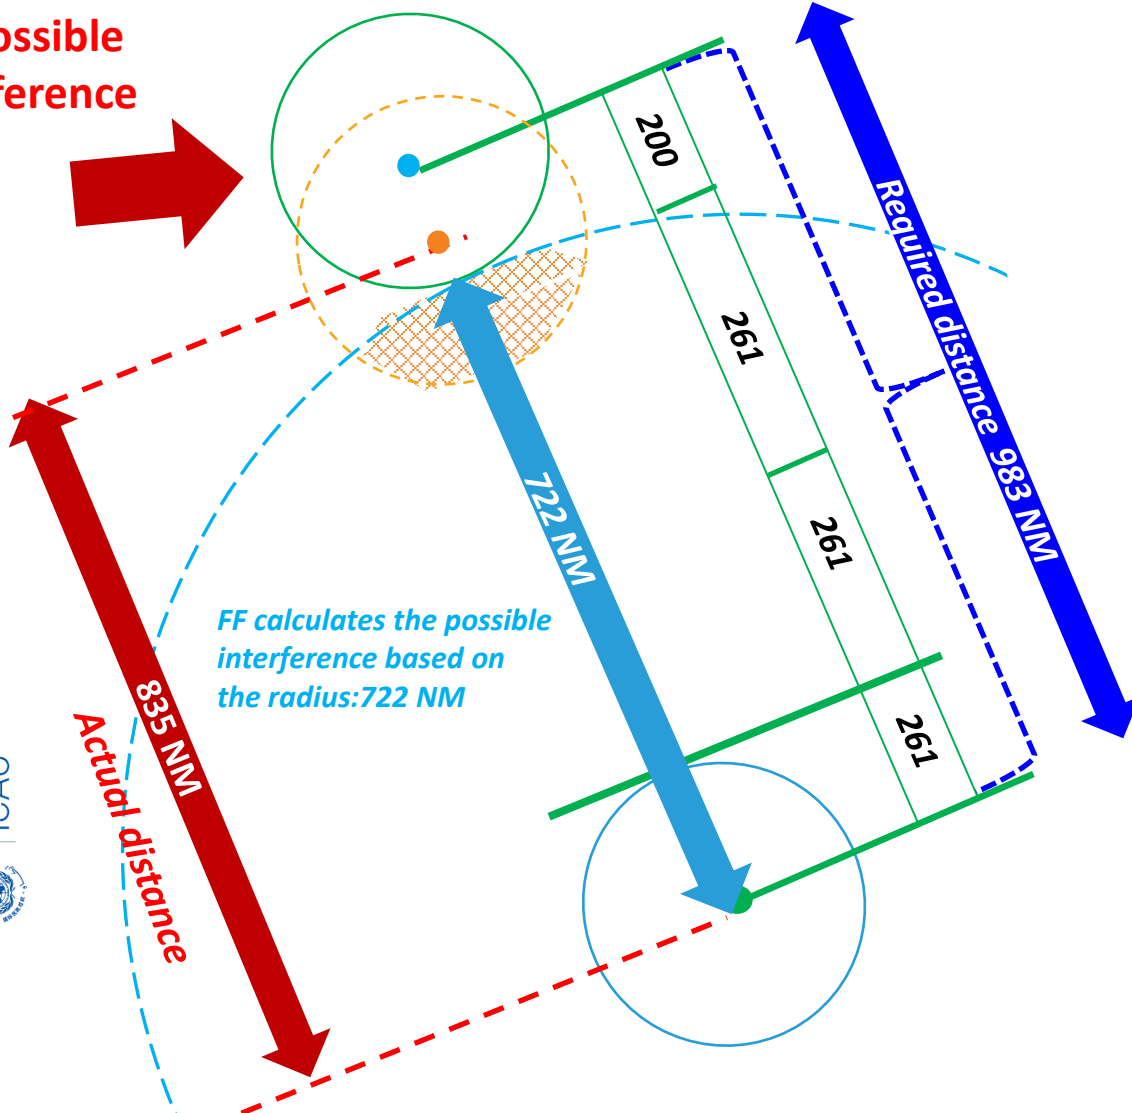 ossible
ference
200
261
261
261
Required distance 983 NM
722 NM
835 NM
Actual distance
FF calculates the possible
interference based on
the radius:722 NM
ICAO